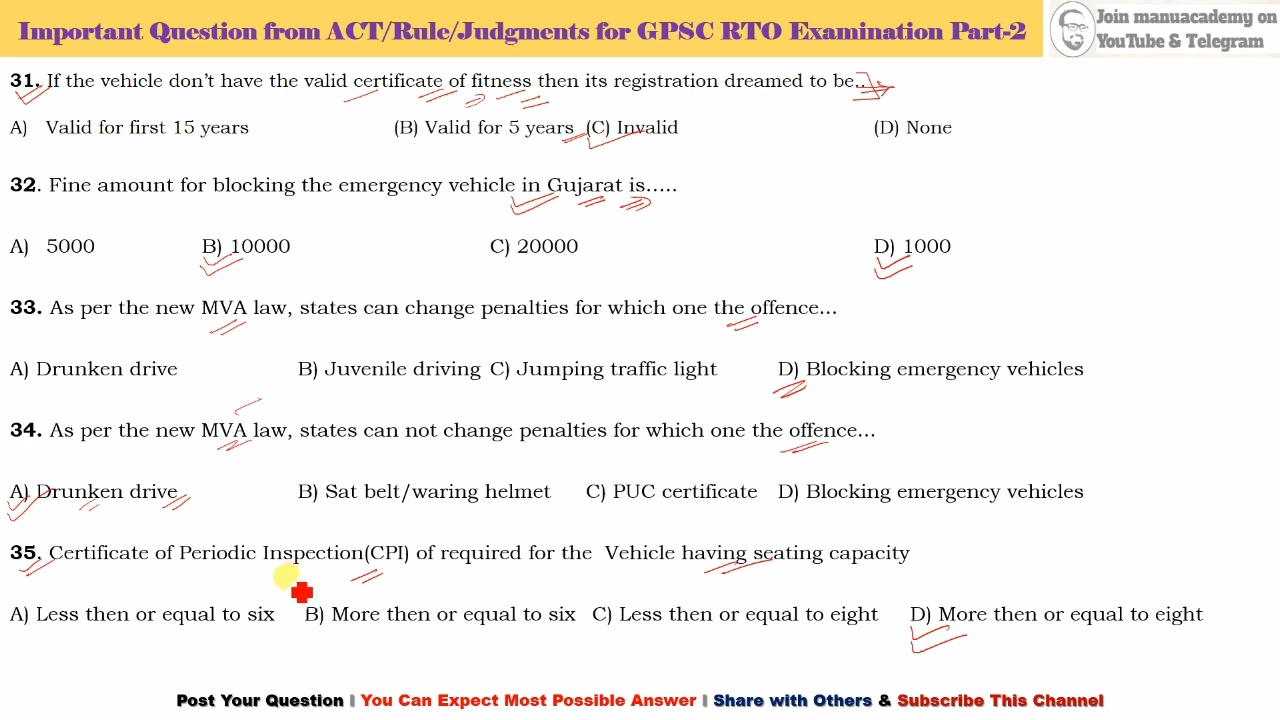 Important Question from ACT/Rule/Judgments for GPSC RTO Examination Part-2
Join manuacademy on
YouTube & Telegram
31. If the vehicle don't have the valid certificate of fitness then its registration dreamed to be..
A) Valid for first 15 years (B) Valid for 5 years (C) Invalid (D) None
32. Fine amount for blocking the emergency vehicle in Gujarat is.....
A) 5000 B) 10000 C) 20000 D) 1000
33. As per the new MVA law, states can change penalties for which one the offence...
A) Drunken drive B) Juvenile driving C) Jumping traffic light D) Blocking emergency vehicles
34. As per the new MVA law, states can not change penalties for which one the offence...
A) Drunken drive B) Sat belt/waring helmet C) PUC certificate D) Blocking emergency vehicles
35. Certificate of Periodic Inspection(CPI) of required for the Vehicle having seating capacity
A) Less then or equal to six B) More then or equal to six C) Less then or equal to eight D) More then or equal to eight
Post Your Question | You Can Expect Most Possible Answer | Share with Others & Subscribe This Channel